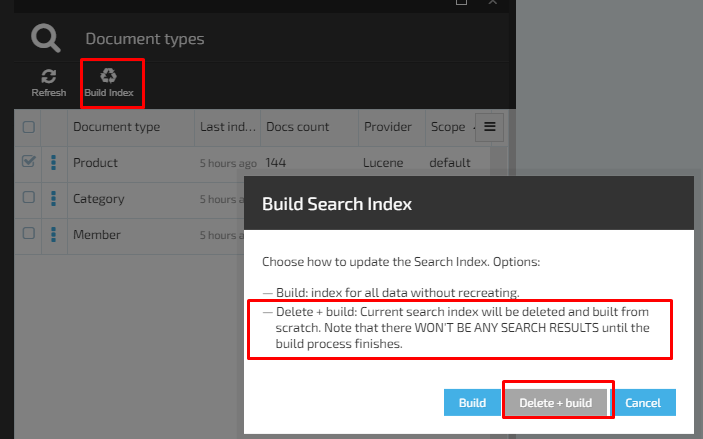 Document types
Refresh
Build Index
Document type
Last ind...
Docs count
Provider
Scope
Product
5 hours ago
144
Lucene
default
Category
5 hours a
Member
5 hours a
Build Search Index
Choose how to update the Search Index. Options:
— Build: index for all data without recreating.
— Delete + build: Current search index will be deleted and built from
scratch. Note that there WON'T BE ANY SEARCH RESULTS until the
build process finishes.
Build
Delete + build
Cancel